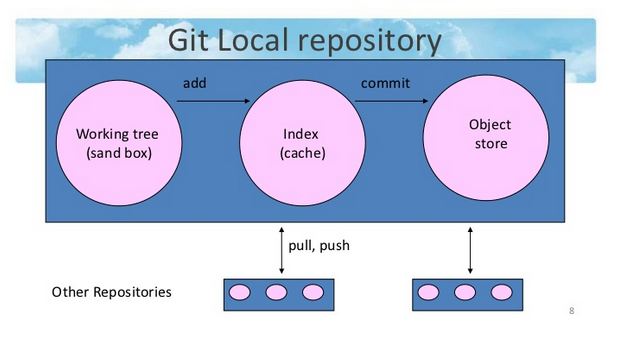 Git Local repository
add
commit
Working tree
(sand box)
Index
(cache)
Object
store
pull, push
Other Repositories
8